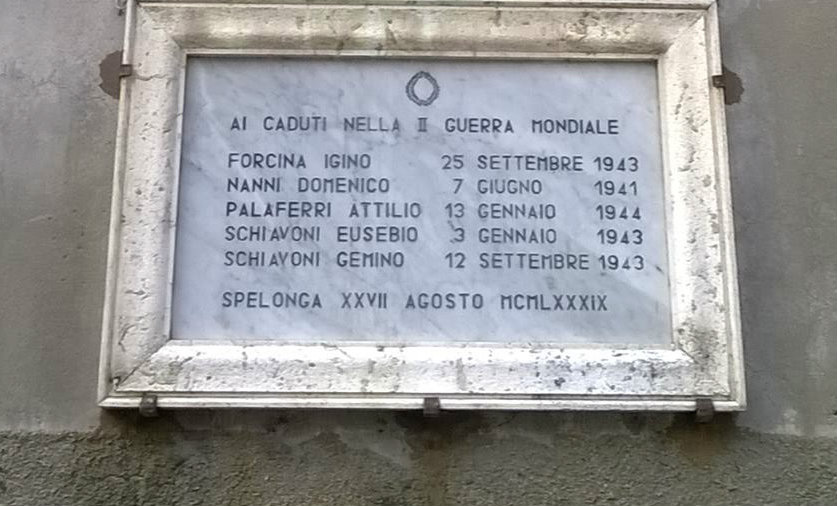 AI CADUTI NELLA II GUERRA MONDIALE
FORCINA IGINO 25 SETTEMBRE 1943
NANNI DOMENICO 7 GIUGNO 1941
PALAFERRI ATTILIO 13 GENNAIO 1944
SCHIAVONI EUSEBIO 3 GENNAIO 1943
SCHIAVONI GEMINO 12 SETTEMBRE 1943
SPELONGA XXVII AGOSTO MCMLXXXIX